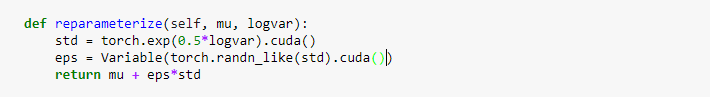 def reparameterize(self, mu, logvar):
    std = torch.exp(0.5*logvar).cuda()
    eps = Variable(torch.randn_like(std).cuda())
    return mu + eps*std